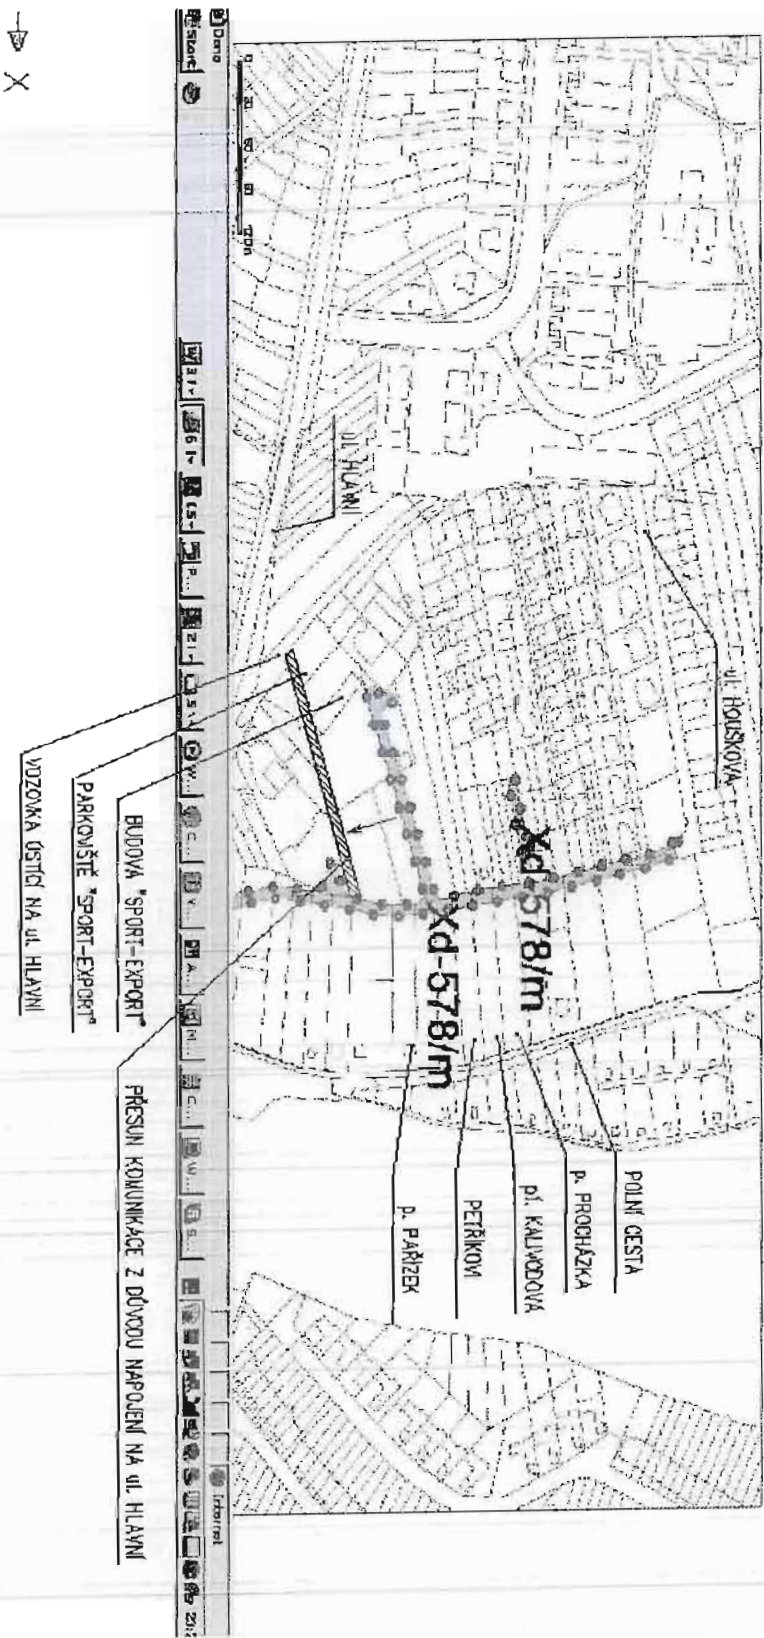 ul. HOUŠKOVA
ul. HLAVNÍ
Xd-578/m
Xd-578/m
POLNÍ CESTA
p. PROCHÁZKA
pí. KALIVODOVÁ
PETŘÍKOVI
p. PAŘÍZEK
BUDOVA "SPORT-EXPORT"
PARKOVIŠTĚ "SPORT-EXPORT"
VOZOVKA ÚSTÍCÍ NA ul. HLAVNÍ
PŘESUN KOMUNIKACE Z DŮVODU NAPOJENÍ NA ul. HLAVNÍ
Start
Internet
X